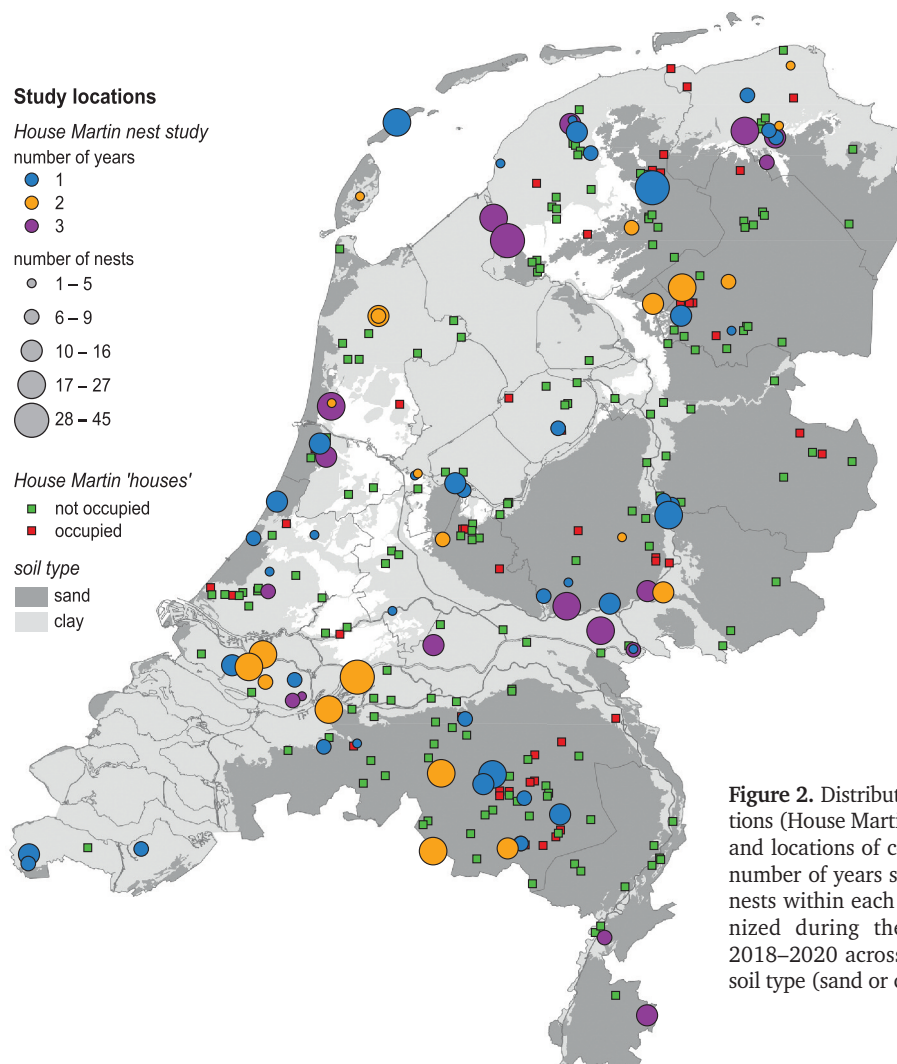 Study locations
House Martin nest study
number of years
1
2
3
number of nests
1 – 5
6 – 9
10 – 16
17 – 27
28 – 45
House Martin 'houses'
not occupied
occupied
soil type
sand
clay
Figure 2. Distribut
tions (House Marti
and locations of c
number of years s
nests within each
nized during the
2018–2020 across
soil type (sand or c